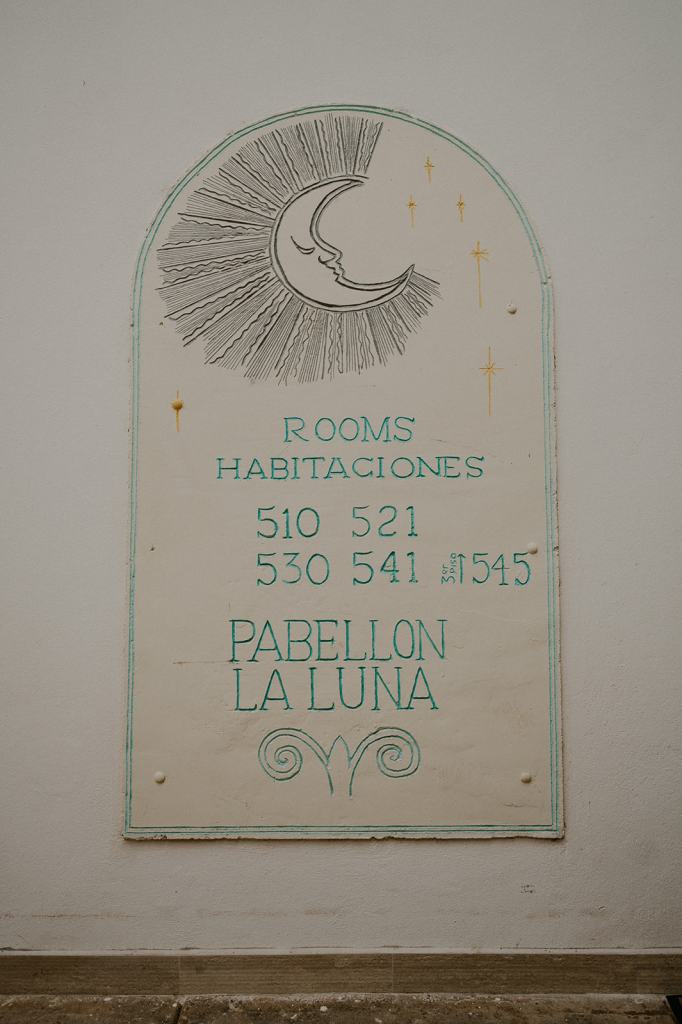 ROOMS
HABITACIONES
510 521
530 541 3er PISO ↑ 545
PABELLON
LA LUNA